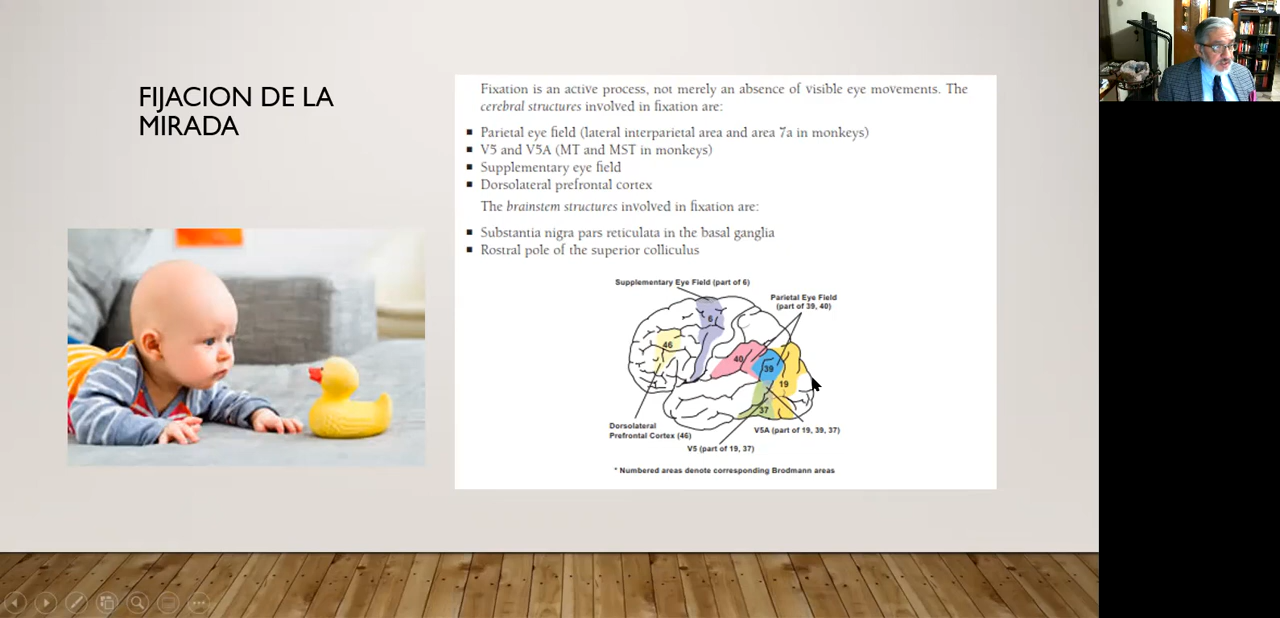 FIJACION DE LA
MIRADA
Fixation is an active process, not merely an absence of visible eye movements. The
cerebral structures involved in fixation are:
■ Parietal eye field (lateral interparietal area and area 7a in monkeys)
■ V5 and V5A (MT and MST in monkeys)
■ Supplementary eye field
■ Dorsolateral prefrontal cortex
The brainstem structures involved in fixation are:
■ Substantia nigra pars reticulata in the basal ganglia
■ Rostral pole of the superior colliculus
Supplementary Eye Field (part of 6)
Parietal Eye Field
(part of 39, 40)
6
46
40
39
19
37
Dorsolateral
Prefrontal Cortex (46)
V5A (part of 19, 39, 37)
V5 (part of 19, 37)
* Numbered areas denote corresponding Brodmann areas